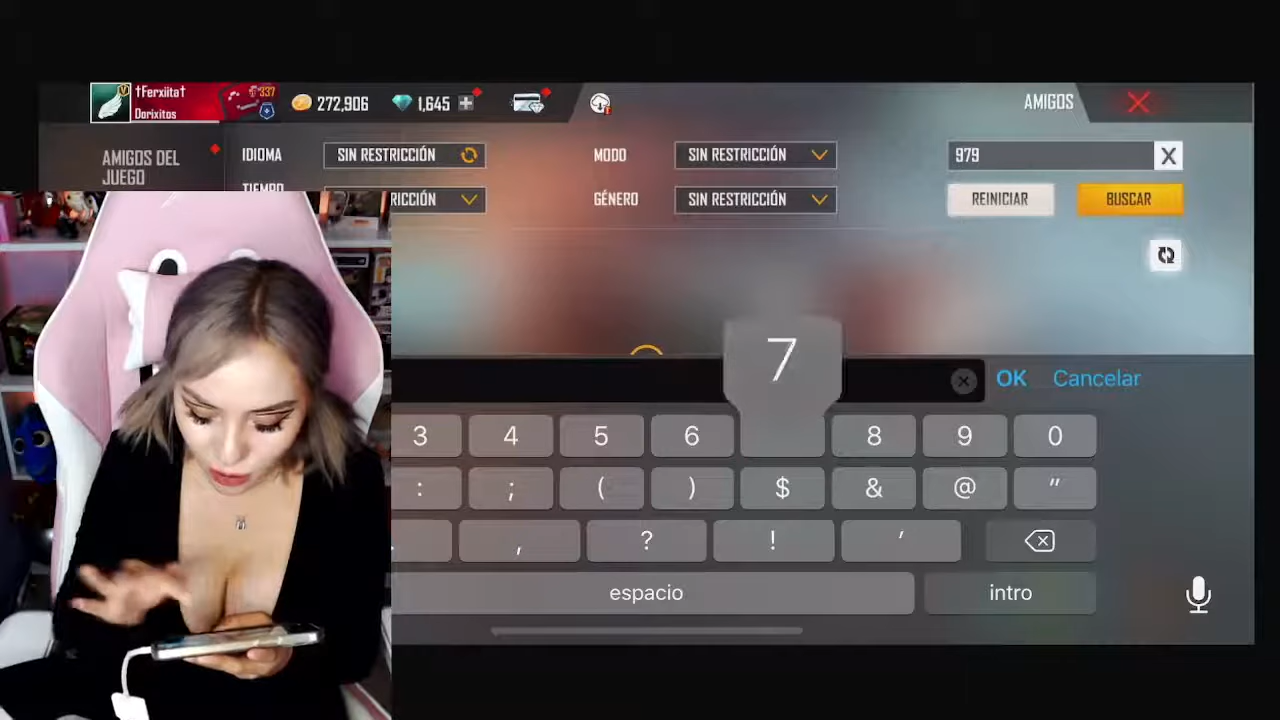 †Ferxiita†
Dorixitos
337
272,906
1,645
AMIGOS
AMIGOS DEL
JUEGO
IDIOMA
SIN RESTRICCIÓN
MODO
SIN RESTRICCIÓN
979
X
TIEMPO
RICCIÓN
GÉNERO
SIN RESTRICCIÓN
REINICIAR
BUSCAR
7
OK
Cancelar
3 4 5 6 8 9 0
: ; ( ) $ & @ "
. , ? ! '
espacio
intro